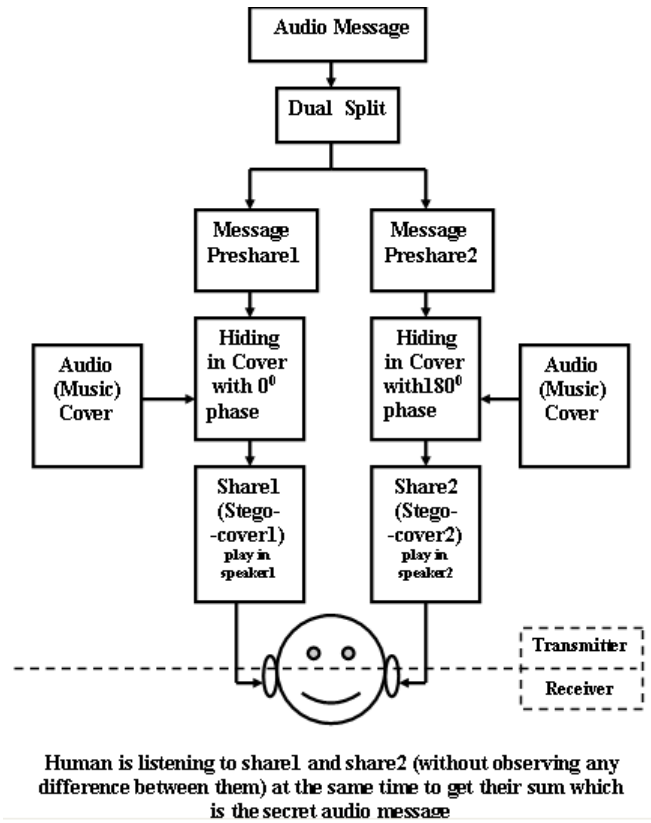 Audio Message
Dual Split
Message
Preshare1
Message
Preshare2
Audio
(Music)
Cover
Hiding
in Cover
with 0⁰
phase
Hiding
in Cover
with180⁰
phase
Audio
(Music)
Cover
Share1
(Stego-
-cover1)
play in
speaker1
Share2
(Stego-
-cover2)
play in
speaker2
Transmitter
Receiver
Human is listening to share1 and share2 (without observing any
difference between them) at the same time to get their sum which
is the secret audio message